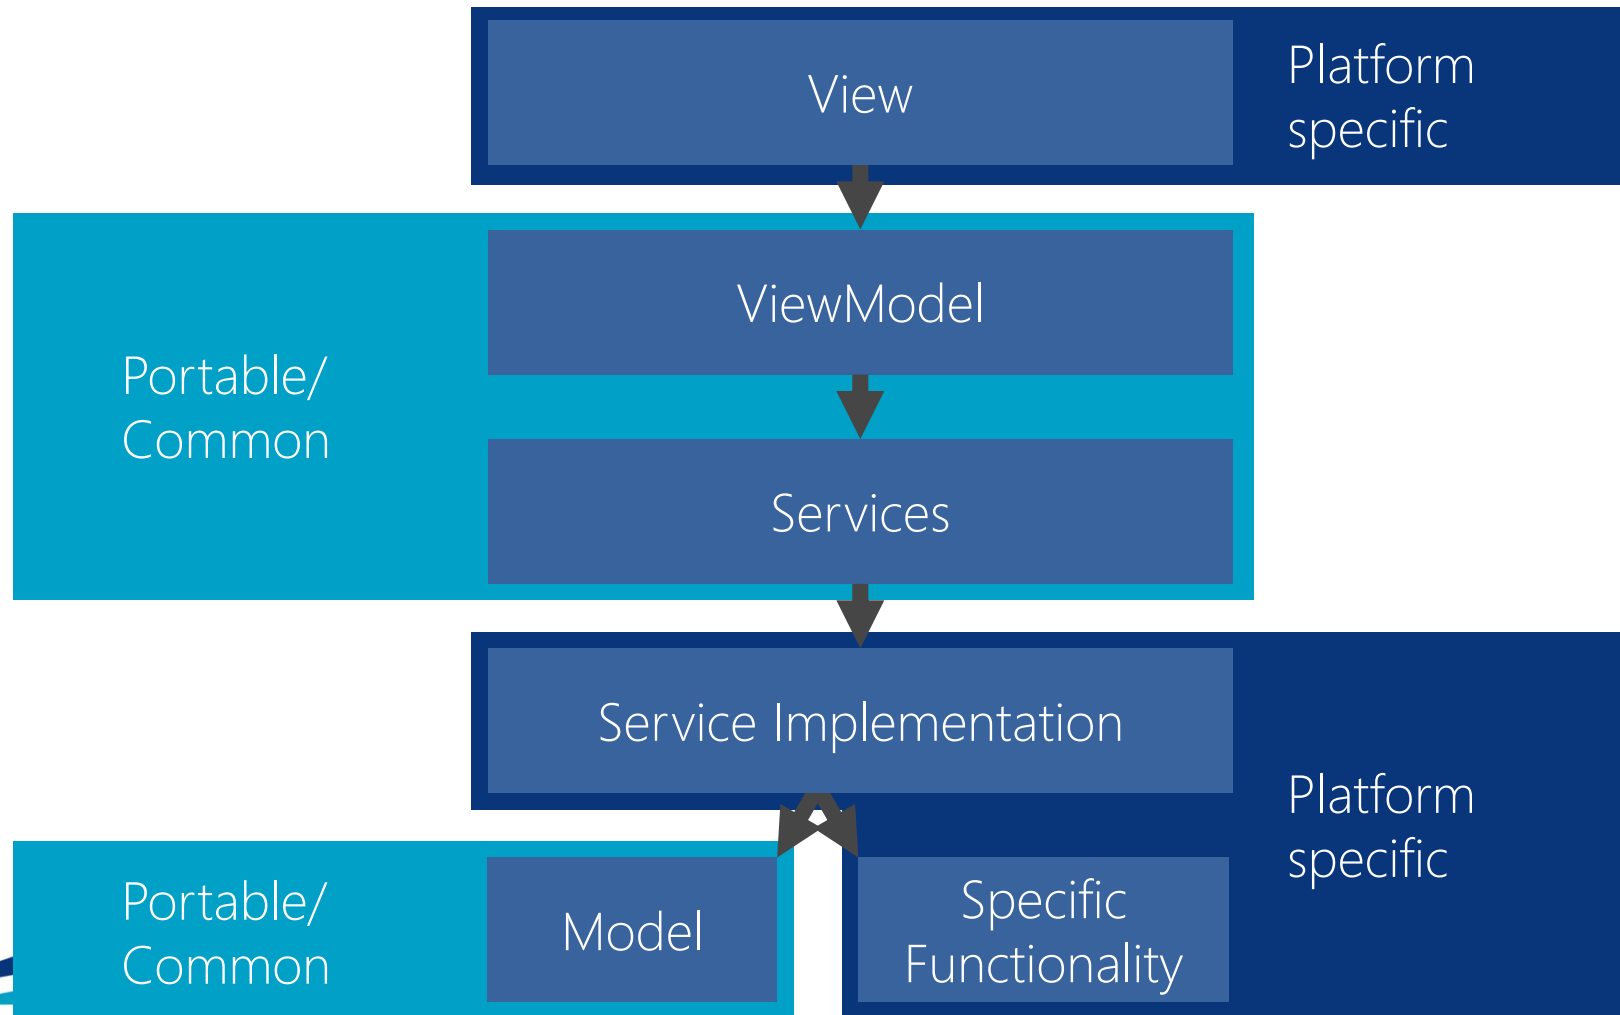 View
Platform
specific
ViewModel
Portable/
Common
Services
Service Implementation
Platform
specific
Portable/
Common
Model
Specific
Functionality